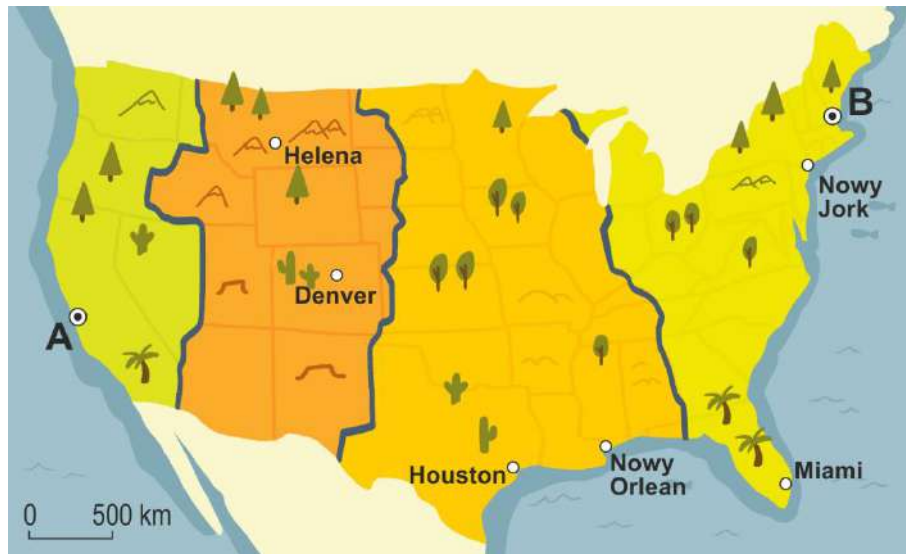 B
Helena
Nowy
Jork
Denver
A
Houston
Nowy
Orlean
Miami
0 500 km